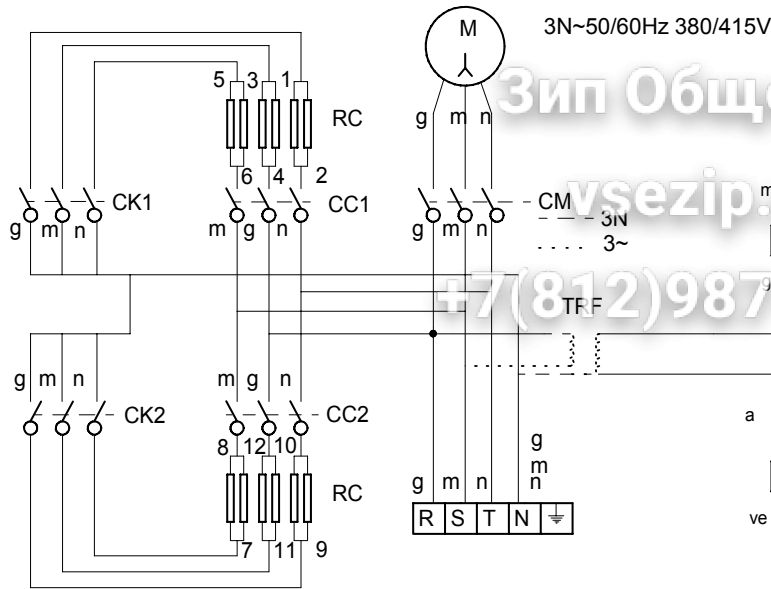 M
3N~50/60Hz 380/415V
Зип Обще
5 3 1
RC
g m n
6 4 2
CK1
CC1
CM
vsezip.
m
g m n
m g n
g m n
3N
3~
+7(812)987
g
TRF
g m n
m g n
CK2
CC2
a
8 12 10
g
m
n
g m n
RC
R S T N
ve
7 11 9